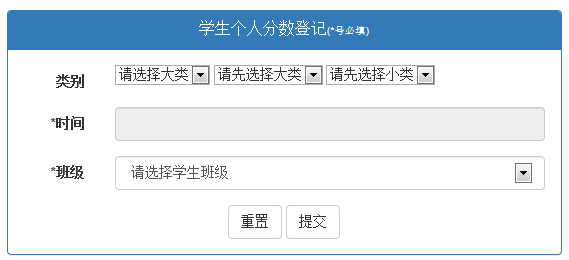 学生个人分数登记(*号必填)
类别 请选择大类 请先选择大类 请先选择小类
*时间
*班级 请选择学生班级
重置 提交